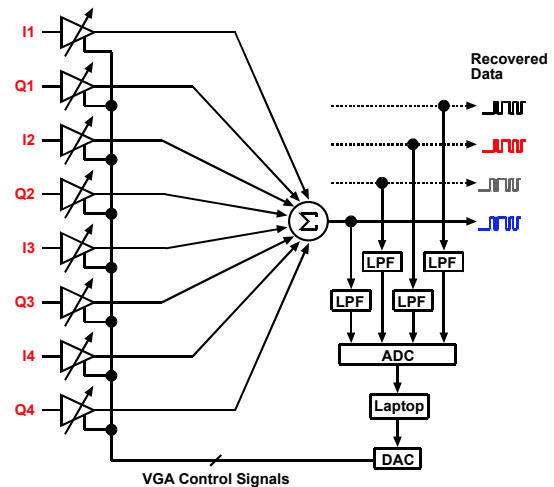 I1
Q1
I2
Q2
I3
Q3
I4
Q4
Σ
Recovered
Data
LPF
LPF
LPF
LPF
ADC
Laptop
DAC
VGA Control Signals